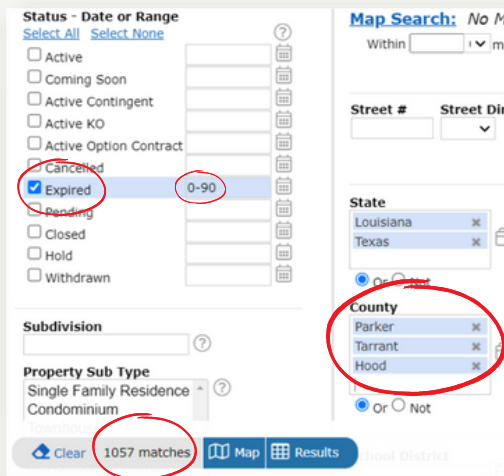 Status - Date or Range
Select All Select None
Active
Coming Soon
Active Contingent
Active KO
Active Option Contract
Cancelled
Expired 0-90
Pending
Closed
Hold
Withdrawn
Subdivision
Property Sub Type
Single Family Residence
Condominium
Townhouse
Clear 1057 matches Map Results
Map Search: No M
Within m
Street # Street Dir
State
Louisiana
Texas
Or Not
County
Parker
Tarrant
Hood
Or Not
School District